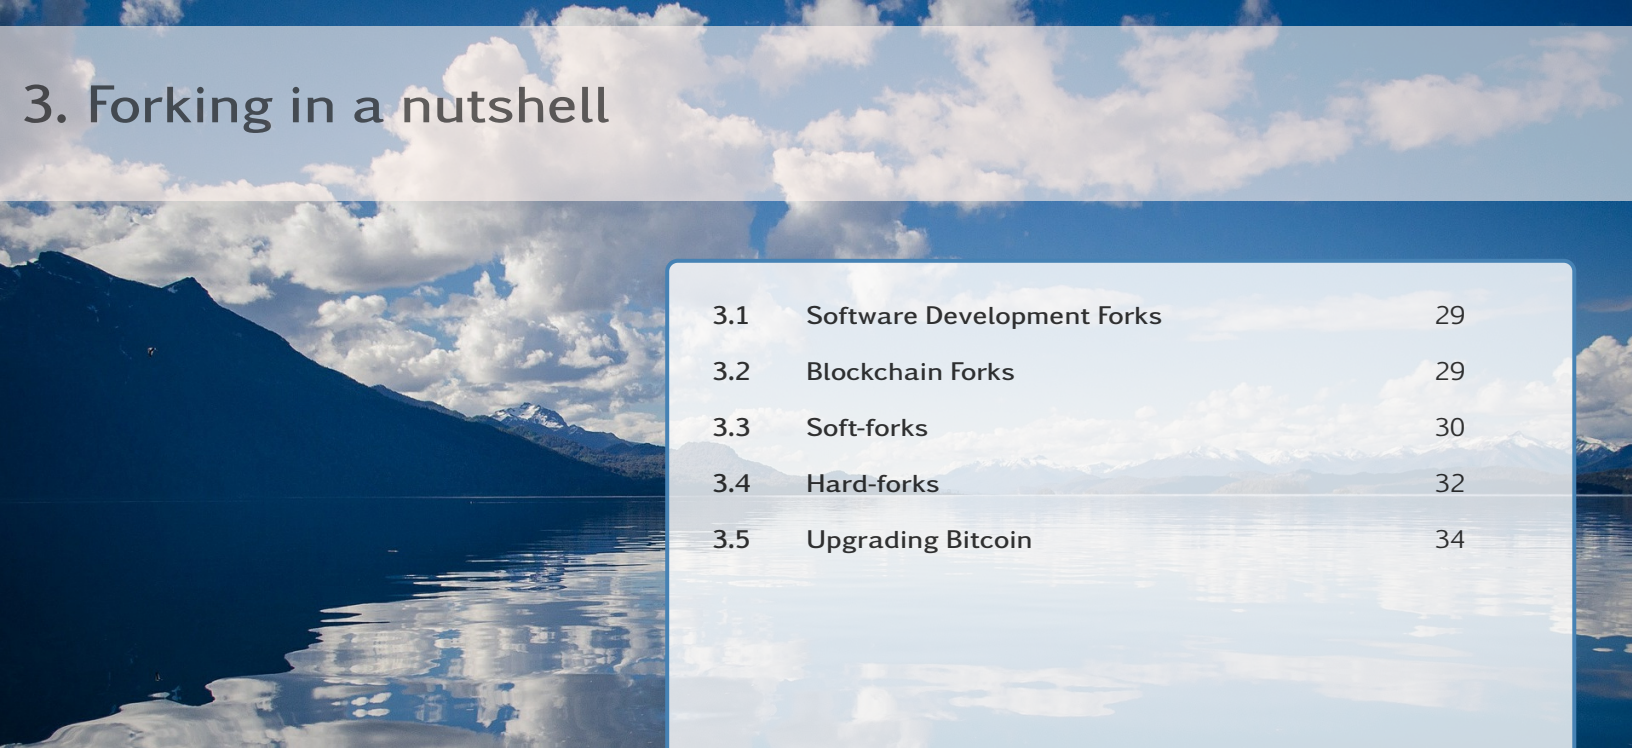 3. Forking in a nutshell
3.1 Software Development Forks 29
3.2 Blockchain Forks 29
3.3 Soft-forks 30
3.4 Hard-forks 32
3.5 Upgrading Bitcoin 34